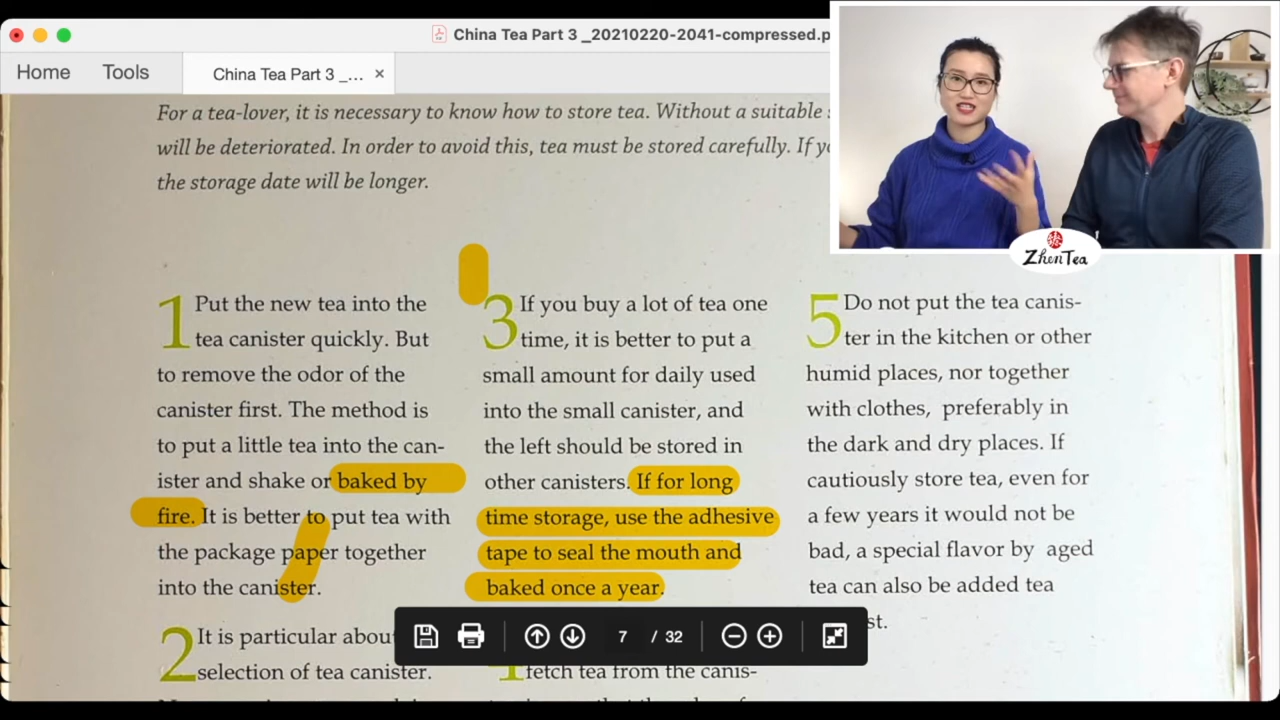 China Tea Part 3 _20210220-2041-compressed.p
Home
Tools
China Tea Part 3 _...
For a tea-lover, it is necessary to know how to store tea. Without a suitable
will be deteriorated. In order to avoid this, tea must be stored carefully. If
the storage date will be longer.
1 Put the new tea into the
tea canister quickly. But
to remove the odor of the
canister first. The method is
to put a little tea into the can-
ister and shake or baked by
fire. It is better to put tea with
the package paper together
into the canister.
2 It is particular
selection of tea canister.
3 If you buy a lot of tea one
time, it is better to put a
small amount for daily used
into the small canister, and
the left should be stored in
other canisters. If for long
time storage, use the adhesive
tape to seal the mouth and
baked once a year.
fetch tea from the canis-
5 Do not put the tea canis-
ter in the kitchen or other
humid places, nor together
with clothes, preferably in
the dark and dry places. If
cautiously store tea, even for
a few years it would not be
bad, a special flavor by aged
tea can also be added tea
st.
7 / 32
Zhen Tea